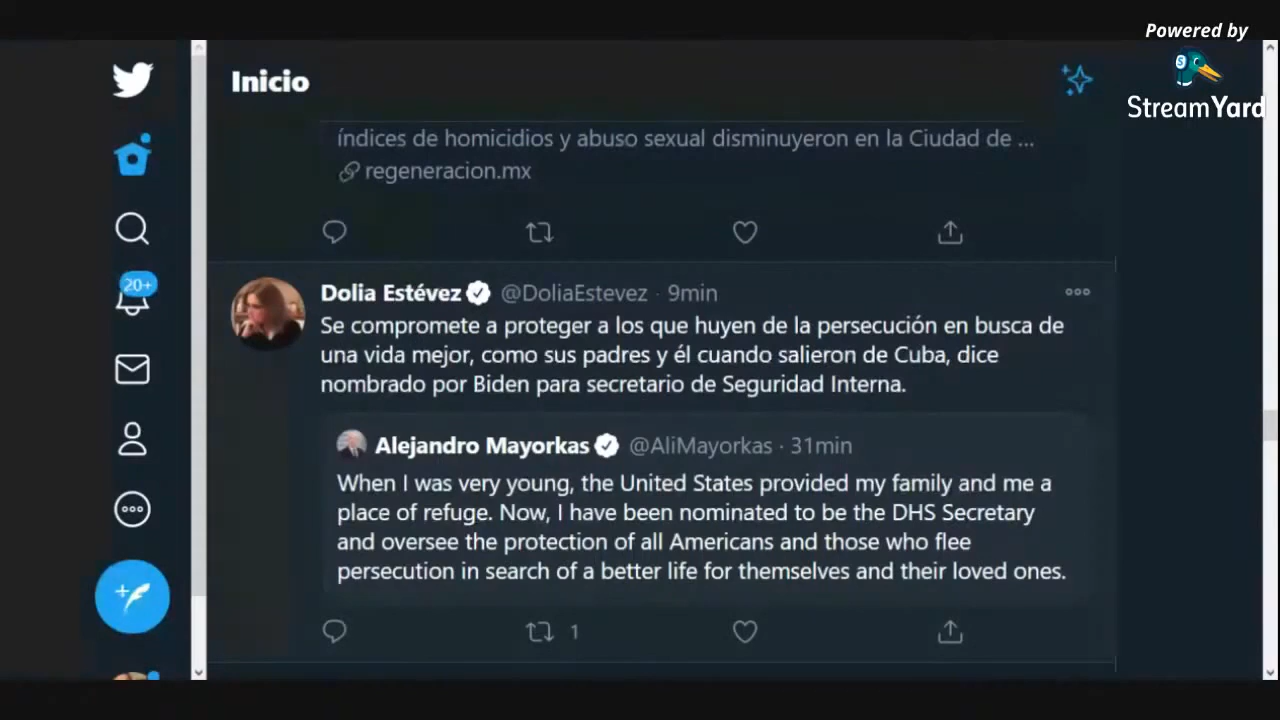 Powered by
StreamYard
Inicio
índices de homicidios y abuso sexual disminuyeron en la Ciudad de ...
regeneracion.mx
20+
Dolia Estévez @DoliaEstevez · 9min
Se compromete a proteger a los que huyen de la persecución en busca de
una vida mejor, como sus padres y él cuando salieron de Cuba, dice
nombrado por Biden para secretario de Seguridad Interna.
Alejandro Mayorkas @AliMayorkas · 31min
When I was very young, the United States provided my family and me a
place of refuge. Now, I have been nominated to be the DHS Secretary
and oversee the protection of all Americans and those who flee
persecution in search of a better life for themselves and their loved ones.
1